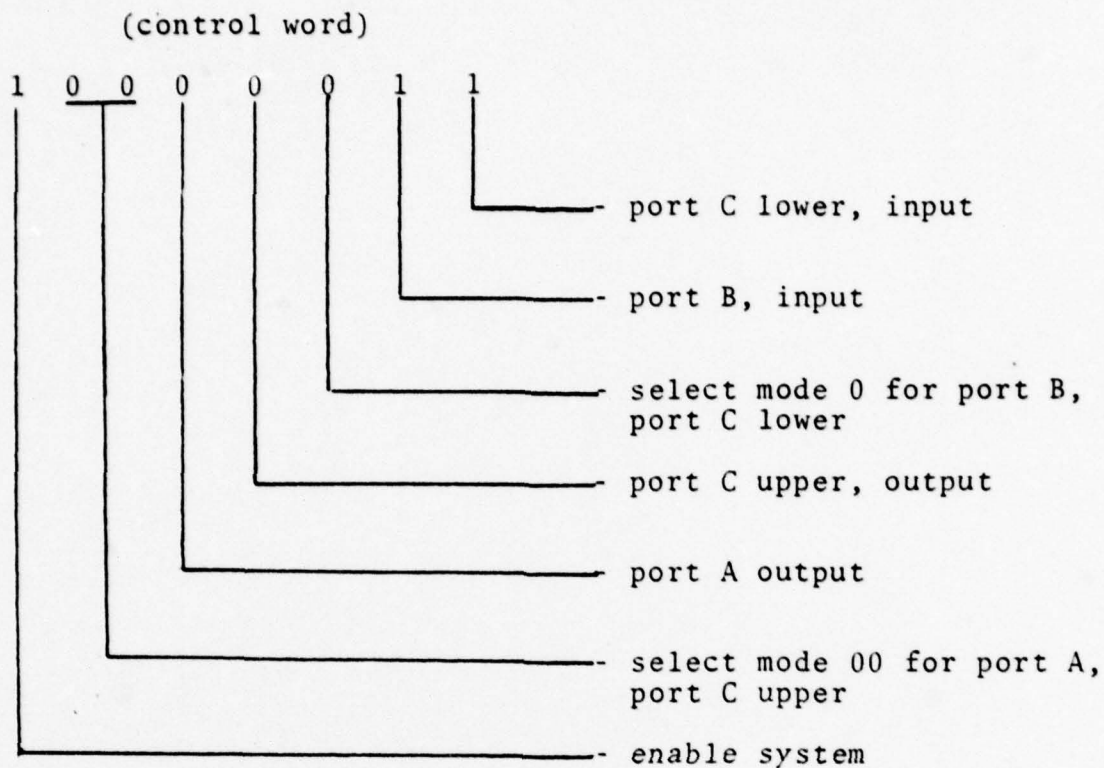 (control word)
1 0 0 0 0 0 1 1
port C lower, input
port B, input
select mode 0 for port B,
port C lower
port C upper, output
port A output
select mode 00 for port A,
port C upper
enable system